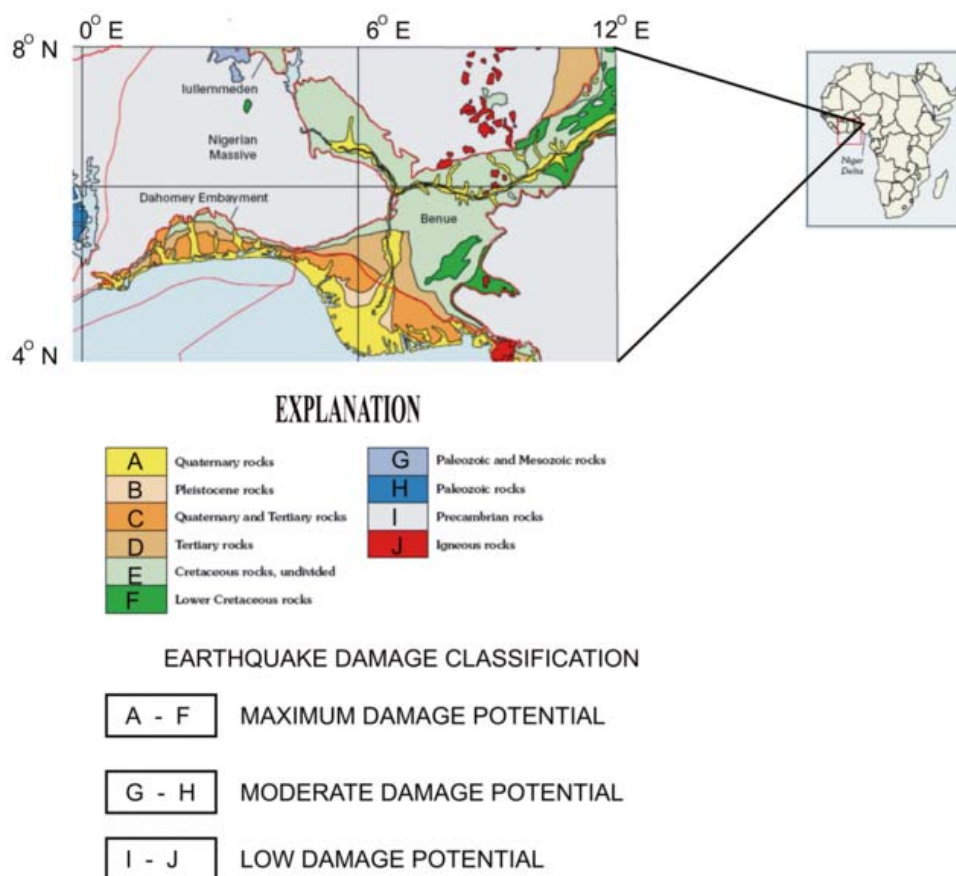 0° E
6° E
12° E
8° N
Iullemmeden
Nigerian
Massive
Dahomey Embayment
Benue
4° N
Niger
Delta
EXPLANATION
A Quaternary rocks
B Pleistocene rocks
C Quaternary and Tertiary rocks
D Tertiary rocks
E Cretaceous rocks, undivided
F Lower Cretaceous rocks
G Paleozoic and Mesozoic rocks
H Paleozoic rocks
I Precambrian rocks
J Igneous rocks
EARTHQUAKE DAMAGE CLASSIFICATION
A - F MAXIMUM DAMAGE POTENTIAL
G - H MODERATE DAMAGE POTENTIAL
I - J LOW DAMAGE POTENTIAL